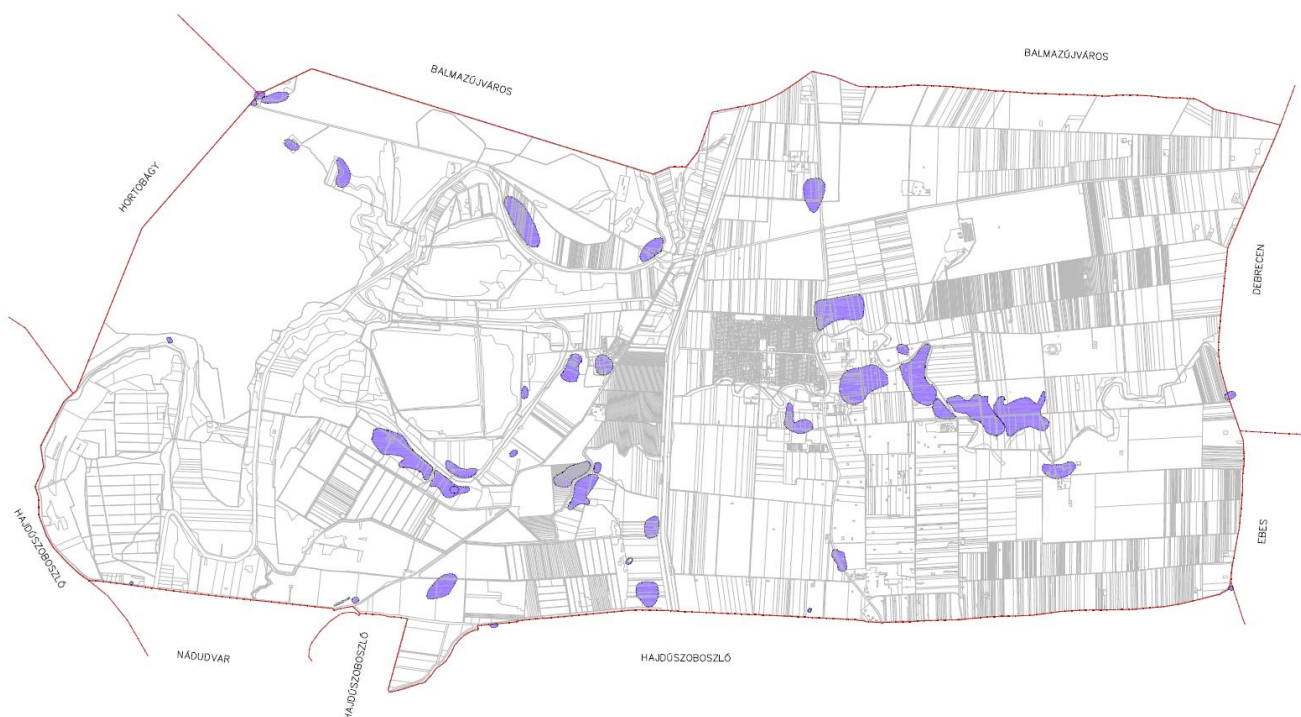 BALMAZÚJVÁROS
BALMAZÚJVÁROS
HORTOBÁGY
DEBRECEN
HAJDÚSZOBOSZLÓ
EBES
NÁDUDVAR
HAJDÚSZOBOSZLÓ
HAJDÚSZOBOSZLÓ